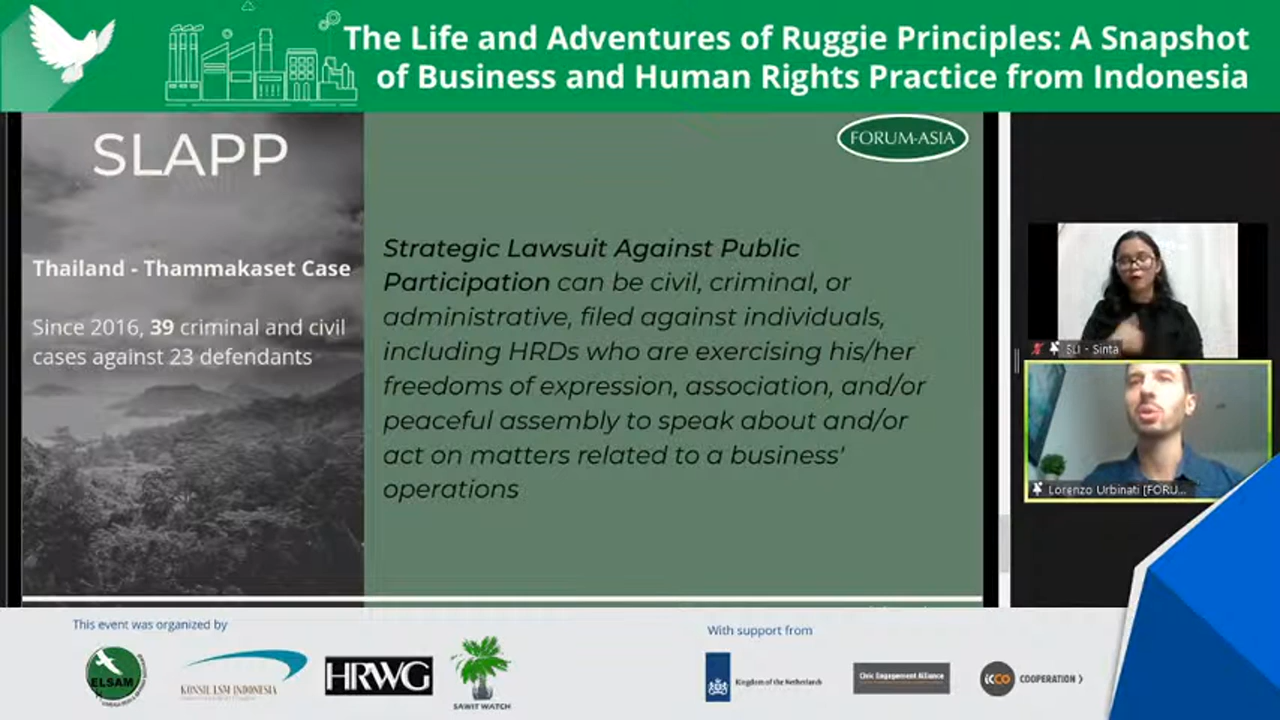 The Life and Adventures of Ruggie Principles: A Snapshot
of Business and Human Rights Practice from Indonesia
SLAPP
Thailand - Thammakaset Case
Since 2016, 39 criminal and civil
cases against 23 defendants
FORUM-ASIA
Strategic Lawsuit Against Public
Participation can be civil, criminal, or
administrative, filed against individuals,
including HRDs who are exercising his/her
freedoms of expression, association, and/or
peaceful assembly to speak about and/or
act on matters related to a business'
operations
SLI - Sinta
Lorenzo Urbinati [FORU...
This event was organized by
ELSAM
KONSIL LSM INDONESIA
HRWG
SAWIT WATCH
With support from
Kingdom of the Netherlands
Civic Engagement Alliance
icco
COOPERATION